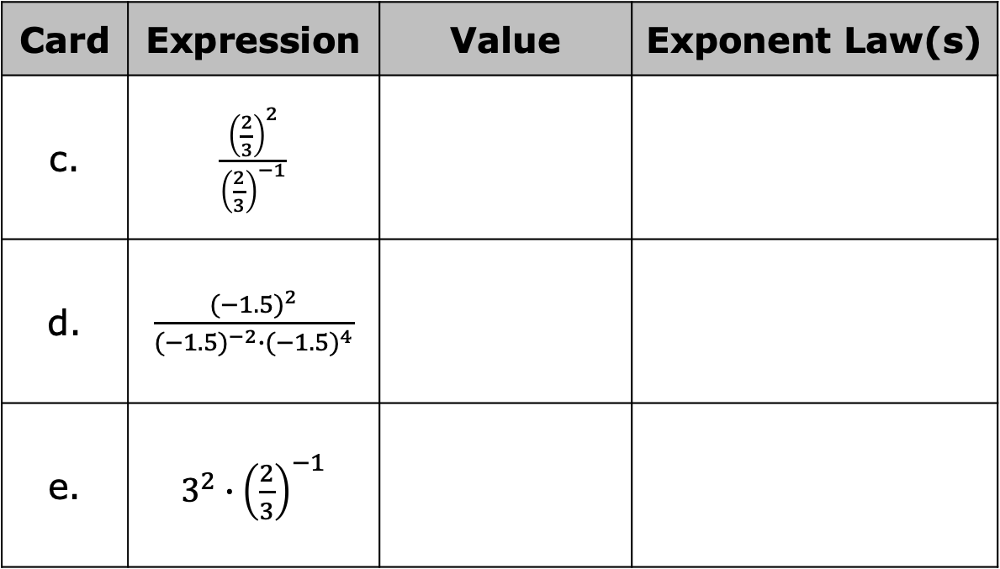 Card Expression Value Exponent Law(s)
c. \frac{\left(\frac{2}{3}\right)^2}{\left(\frac{2}{3}\right)^{-1}}
d. \frac{(-1.5)^2}{(-1.5)^{-2} \cdot (-1.5)^4}
e. 3^2 \cdot \left(\frac{2}{3}\right)^{-1}